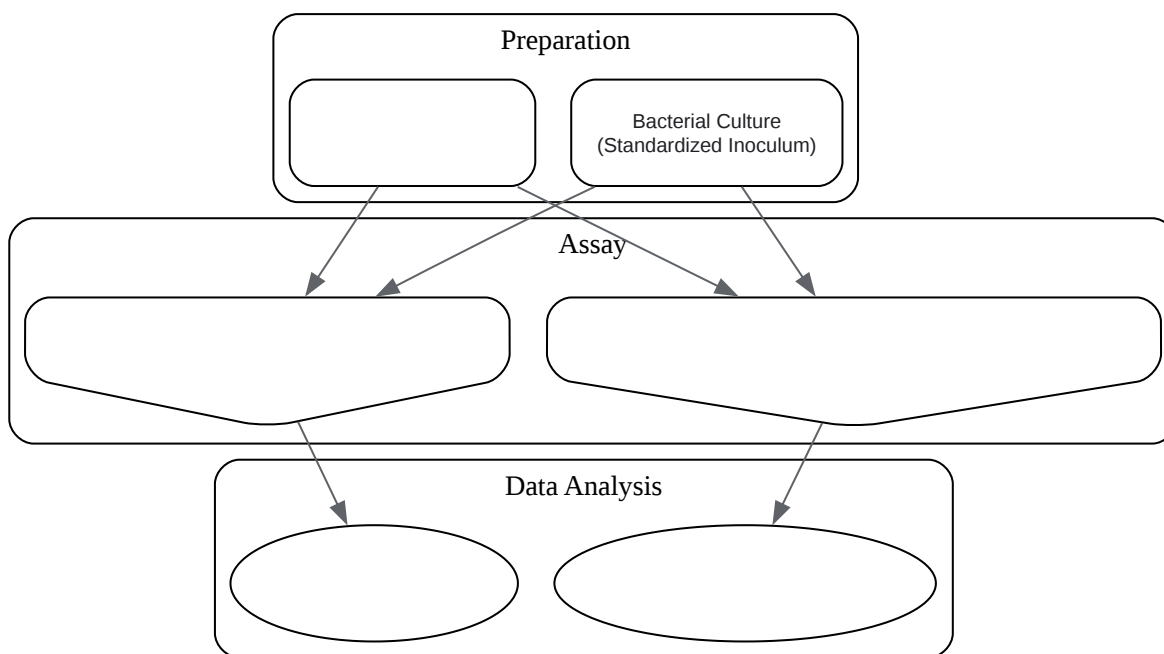 Preparation
Bacterial Culture
(Standardized Inoculum)
Assay
Data Analysis